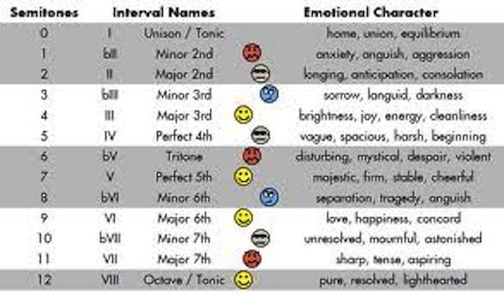 Semitones Interval Names Emotional Character
0 I Unison / Tonic home, union, equilibrium
1 bII Minor 2nd anxiety, anguish, aggression
2 II Major 2nd longing, anticipation, consolation
3 bIII Minor 3rd sorrow, languid, darkness
4 III Major 3rd brightness, joy, energy, cleanliness
5 IV Perfect 4th vague, spacious, harsh, beginning
6 bV Tritone disturbing, mystical, despair, violent
7 V Perfect 5th majestic, firm, stable, cheerful
8 bVI Minor 6th separation, tragedy, anguish
9 VI Major 6th love, happiness, concord
10 bVII Minor 7th unresolved, mournful, astonished
11 VII Major 7th sharp, tense, aspiring
12 VIII Octave / Tonic pure, resolved, lighthearted